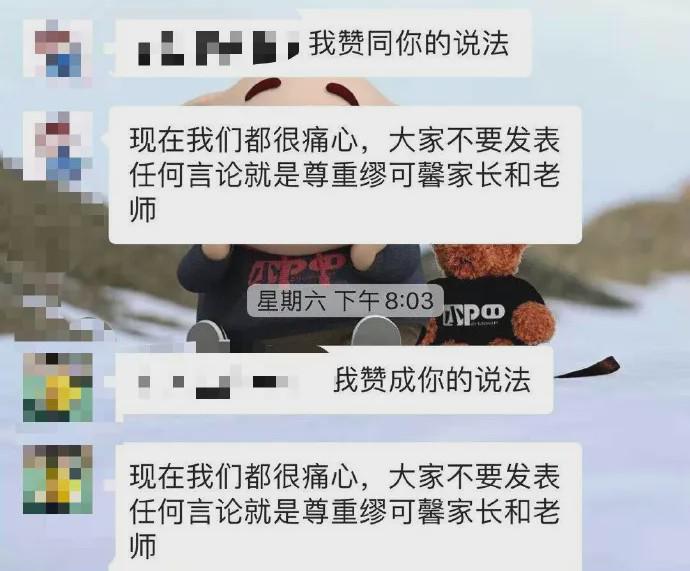 我赞同你的说法
现在我们都很痛心，大家不要发表
任何言论就是尊重缪可馨家长和老
师
星期六 下午8:03
我赞成你的说法
现在我们都很痛心，大家不要发表
任何言论就是尊重缪可馨家长和老
师